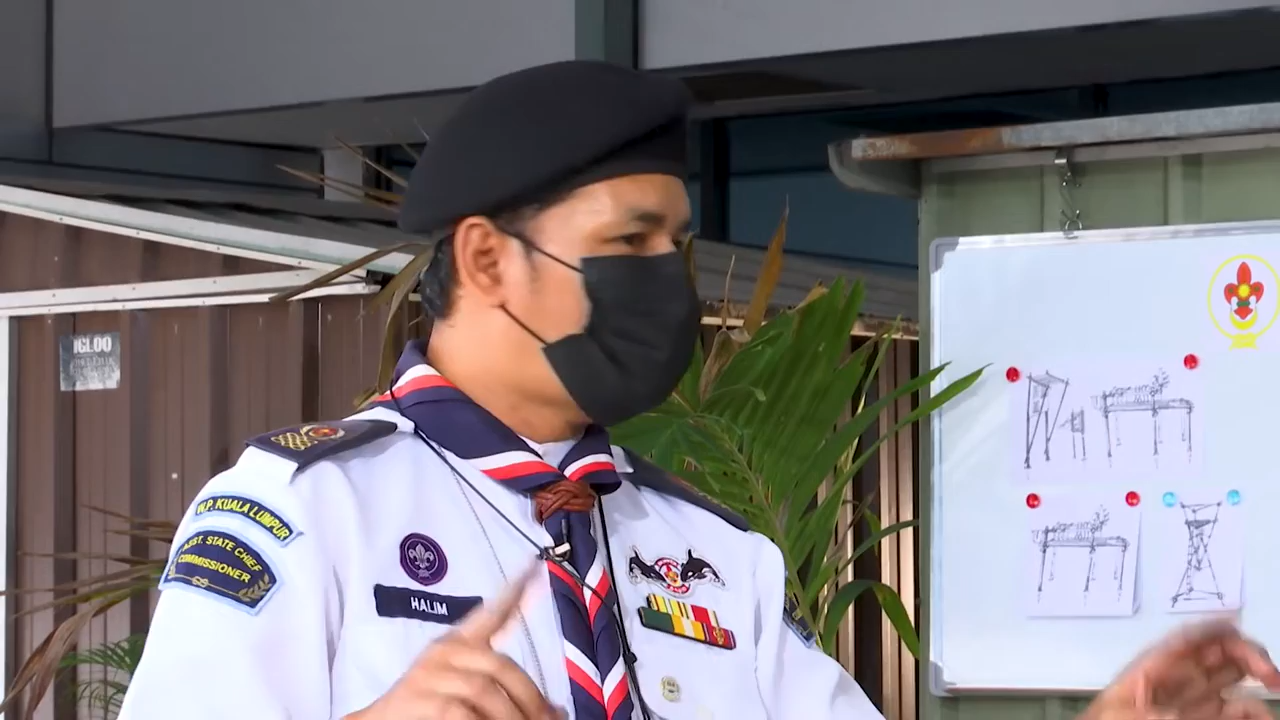 IGLOO
W.P. KUALA LUMPUR
ASST. STATE CHIEF
COMMISSIONER
HALIM